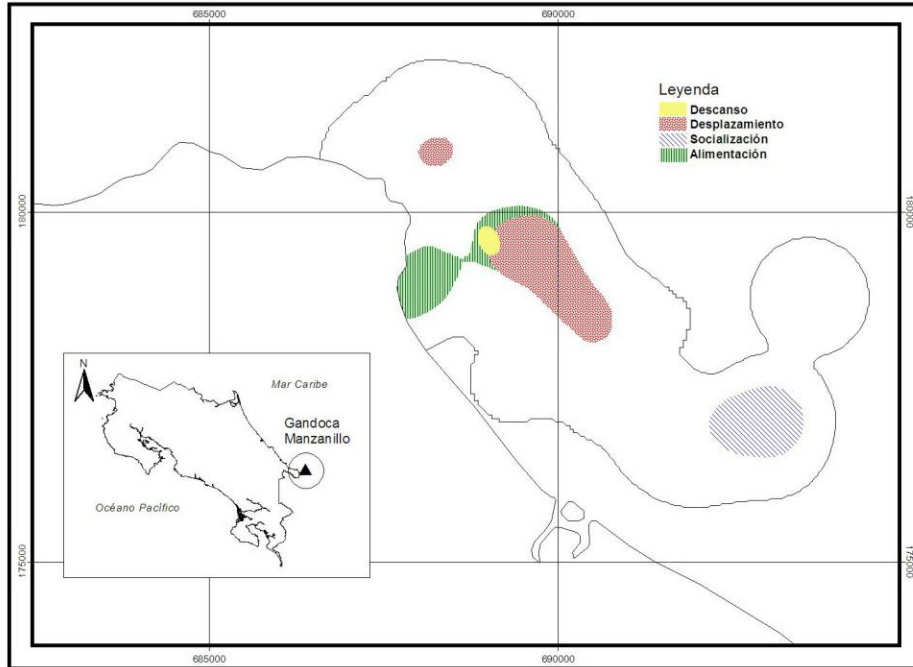 685000
690000
Leyenda
Descanso
Desplazamiento
Socialización
Alimentación
180000
180000
N
Mar Caribe
Gandoca
Manzanillo
Océano Pacífico
175000
175000
685000
690000